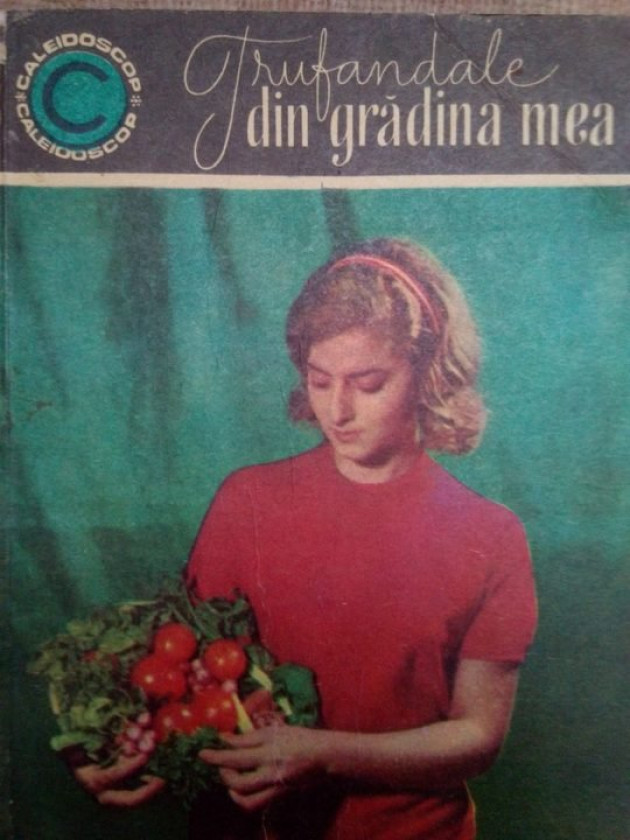 CALEIDOSCOP
CALEIDOSCOP
C
Trufandale
din grădina mea